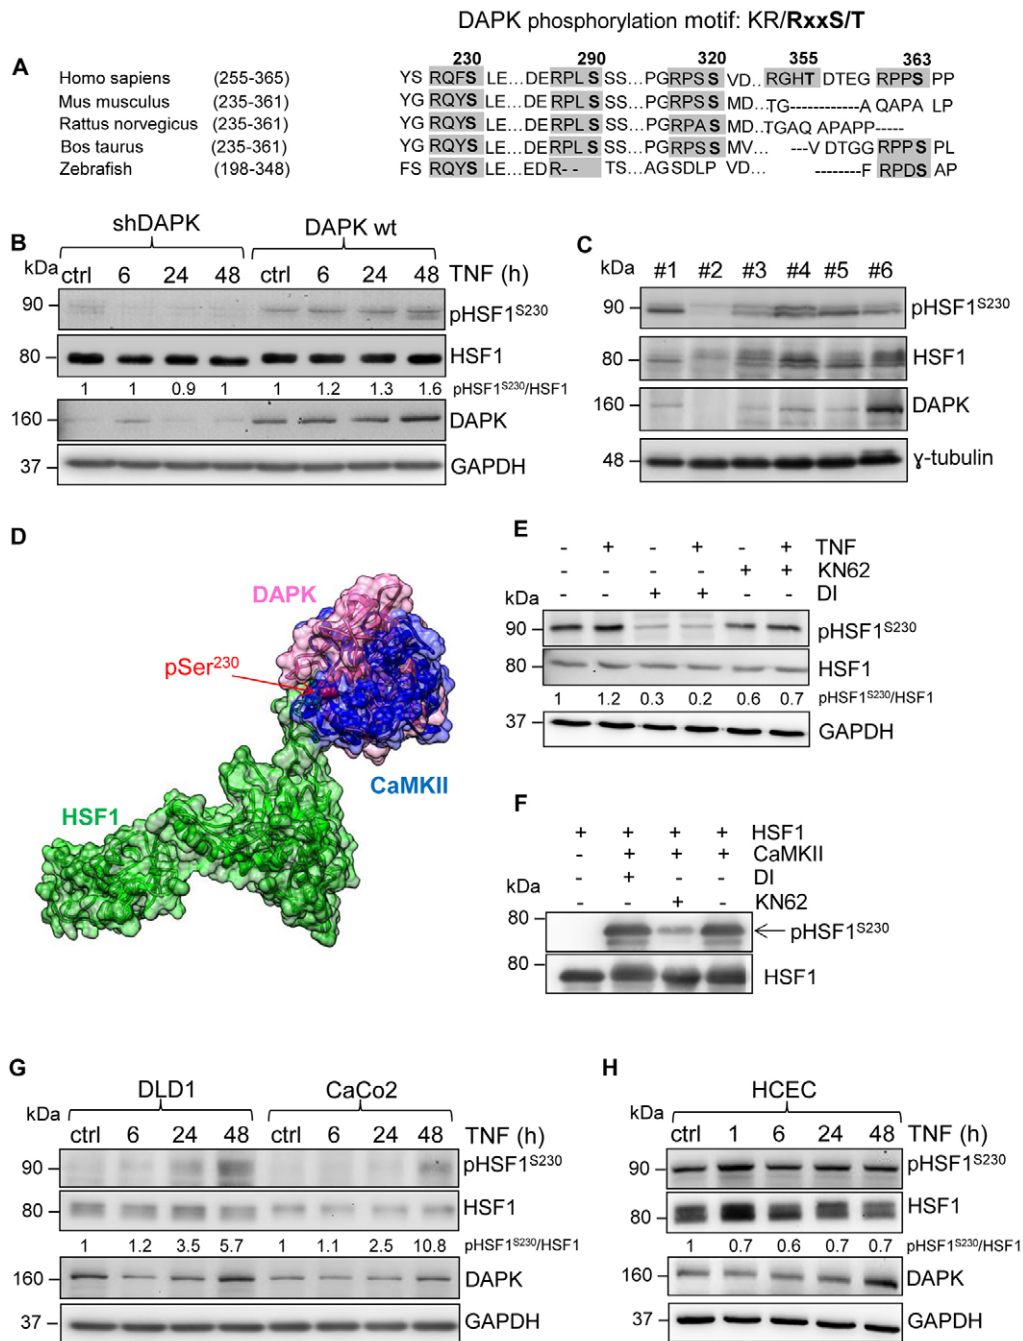 DAPK phosphorylation motif: KR/RxxS/T
A
230 290 320 355 363
Homo sapiens (255-365) YS RQFS LE...DERPL S SS...PGRPS S VD.. RGHT DTEG RPPS PP
Mus musculus (235-361) YG RQYS LE...DERPL S SS...PGRPS S MD.. TG------------A QAPA LP
Rattus norvegicus (235-361) YG RQYS LE...DERPL S SS...PGRPA S MD..TGAQ APAPP-----
Bos taurus (235-361) YG RQYS LE...DERPL S SS...PGRPS S MV.. ---V DTGG RPPS PL
Zebrafish (198-348) FS RQYS LE...EDR- - TS...AGSDLP VD.. --------F RPDS AP
B
shDAPK DAPK wt
kDa ctrl 6 24 48 ctrl 6 24 48 TNF (h)
90 pHSF1S230
80 HSF1
1 1 0.9 1 1 1.2 1.3 1.6 pHSF1S230/HSF1
160 DAPK
37 GAPDH
C
kDa #1 #2 #3 #4 #5 #6
90 pHSF1S230
80 HSF1
160 DAPK
48 ɣ-tubulin
D
DAPK
pSer230
CaMKII
HSF1
E
- + - + - + TNF
- - - - + + KN62
- - + + - - DI
kDa
90 pHSF1S230
80 HSF1
1 1.2 0.3 0.2 0.6 0.7 pHSF1S230/HSF1
37 GAPDH
F
+ + + + HSF1
- + + + CaMKII
- + - - DI
- - + - KN62
kDa
80 pHSF1S230
80 HSF1
G
DLD1 CaCo2
kDa ctrl 6 24 48 ctrl 6 24 48 TNF (h)
90 pHSF1S230
80 HSF1
1 1.2 3.5 5.7 1 1.1 2.5 10.8 pHSF1S230/HSF1
160 DAPK
37 GAPDH
H
HCEC
kDa ctrl 1 6 24 48 TNF (h)
90 pHSF1S230
80 HSF1
1 0.7 0.6 0.7 0.7 pHSF1S230/HSF1
160 DAPK
37 GAPDH